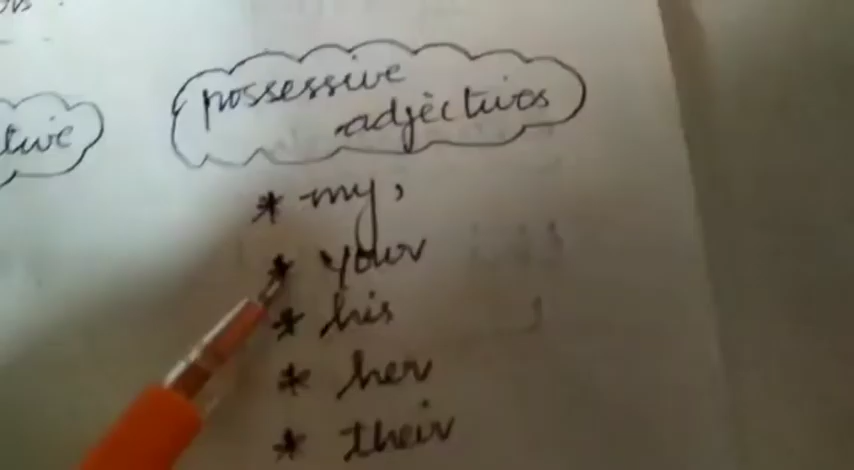 possessive
adjectives
* my,
* your
* his
* her
* their